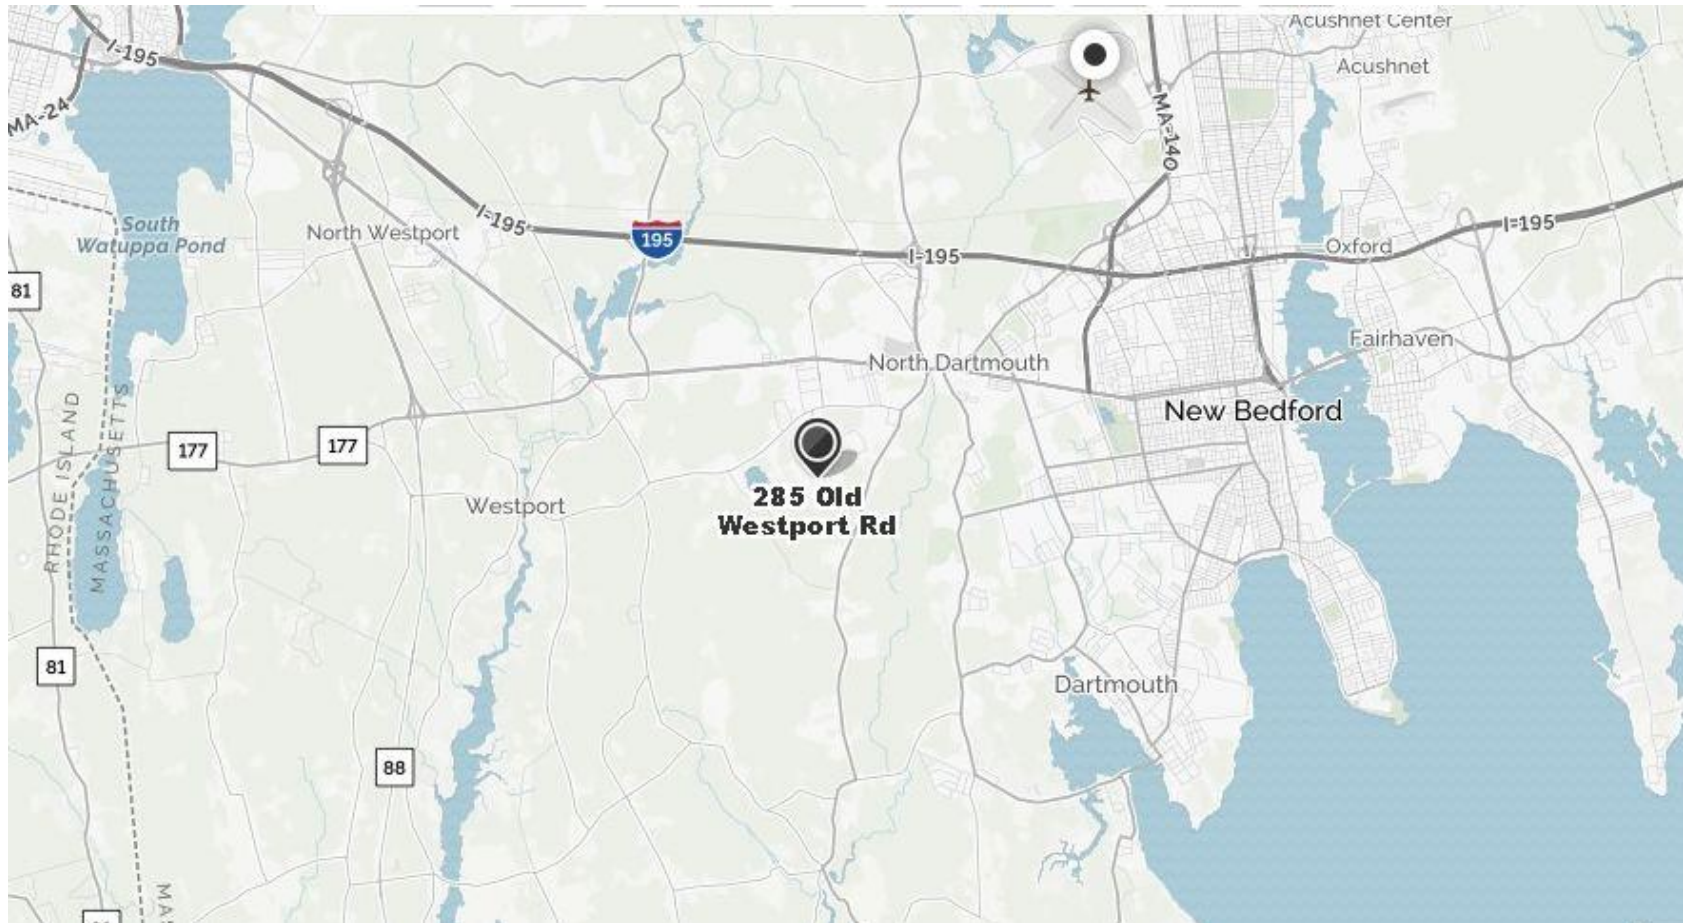 Acushnet Center
I-195
Acushnet
MA-24
MA-140
South
Watuppa Pond
North Westport
I-195
195
I-195
I-195
Oxford
81
Fairhaven
North Dartmouth
New Bedford
177
177
RHODE ISLAND
MASSACHUSETTS
285 Old
Westport Rd
Westport
81
Dartmouth
88